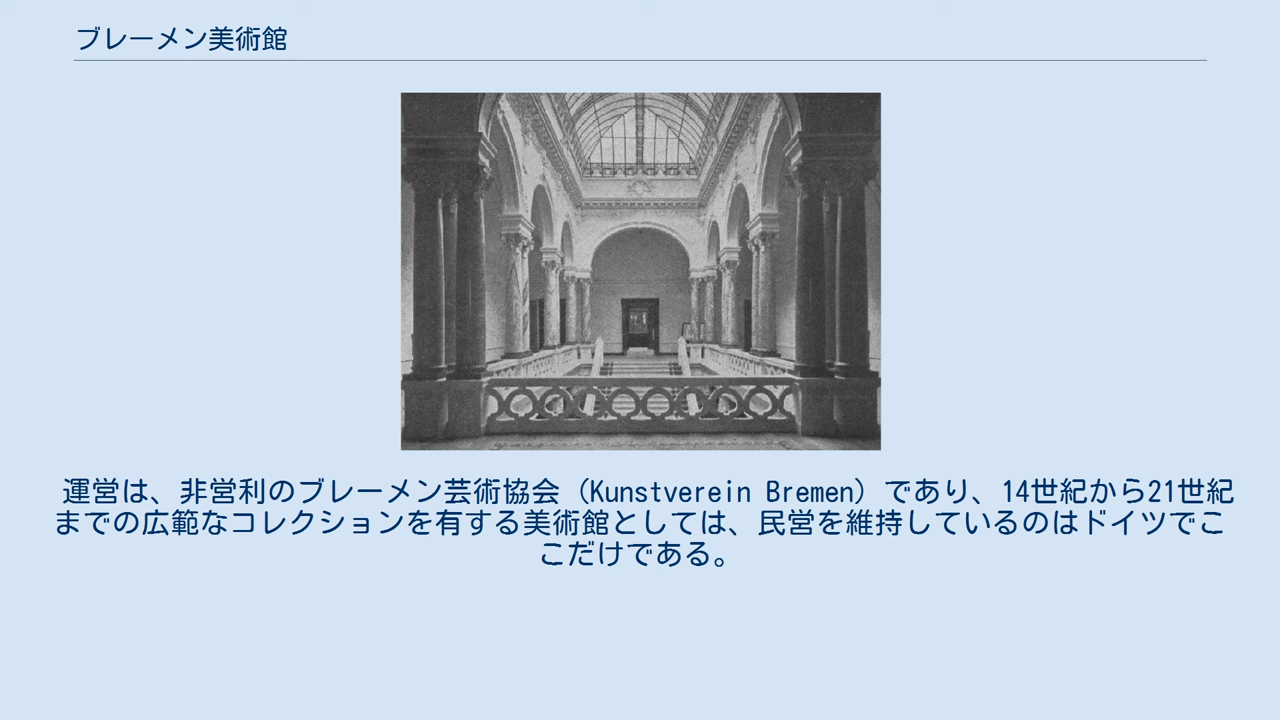 ブレーメン美術館
運営は、非営利のブレーメン芸術協会（Kunstverein Bremen）であり、14世紀から21世紀
までの広範なコレクションを有する美術館としては、民営を維持しているのはドイツでこ
こだけである。